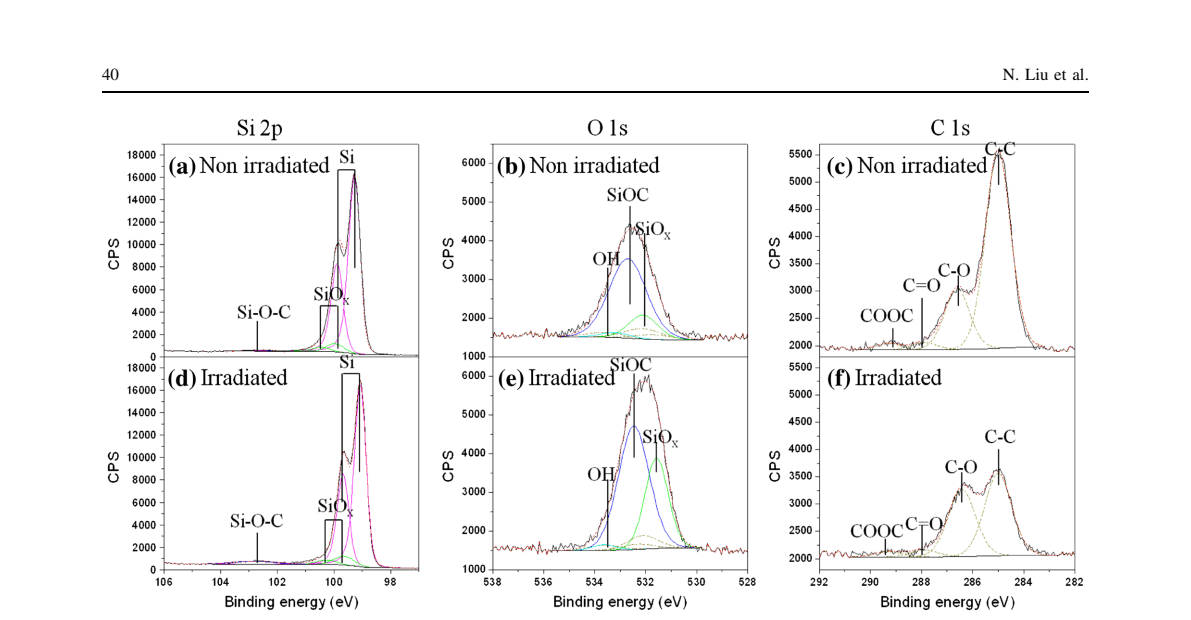 40
N. Liu et al.
Si 2p
O 1s
C 1s
(a) Non irradiated
Si
SiOx
Si-O-C
CPS
18000
16000
14000
12000
10000
8000
6000
4000
2000
0
(b) Non irradiated
SiOC
SiOx
OH
CPS
6000
5000
4000
3000
2000
1000
(c) Non irradiated
C-C
C-O
C=O
COOC
CPS
5500
5000
4500
4000
3500
3000
2500
2000
(d) Irradiated
Si
SiOx
Si-O-C
CPS
18000
16000
14000
12000
10000
8000
6000
4000
2000
0
106 104 102 100 98
Binding energy (eV)
(e) Irradiated
SiOC
SiOx
OH
CPS
6000
5000
4000
3000
2000
1000
538 536 534 532 530 528
Binding energy (eV)
(f) Irradiated
C-C
C-O
C=O
COOC
CPS
5500
5000
4500
4000
3500
3000
2500
2000
292 290 288 286 284 282
Binding energy (eV)